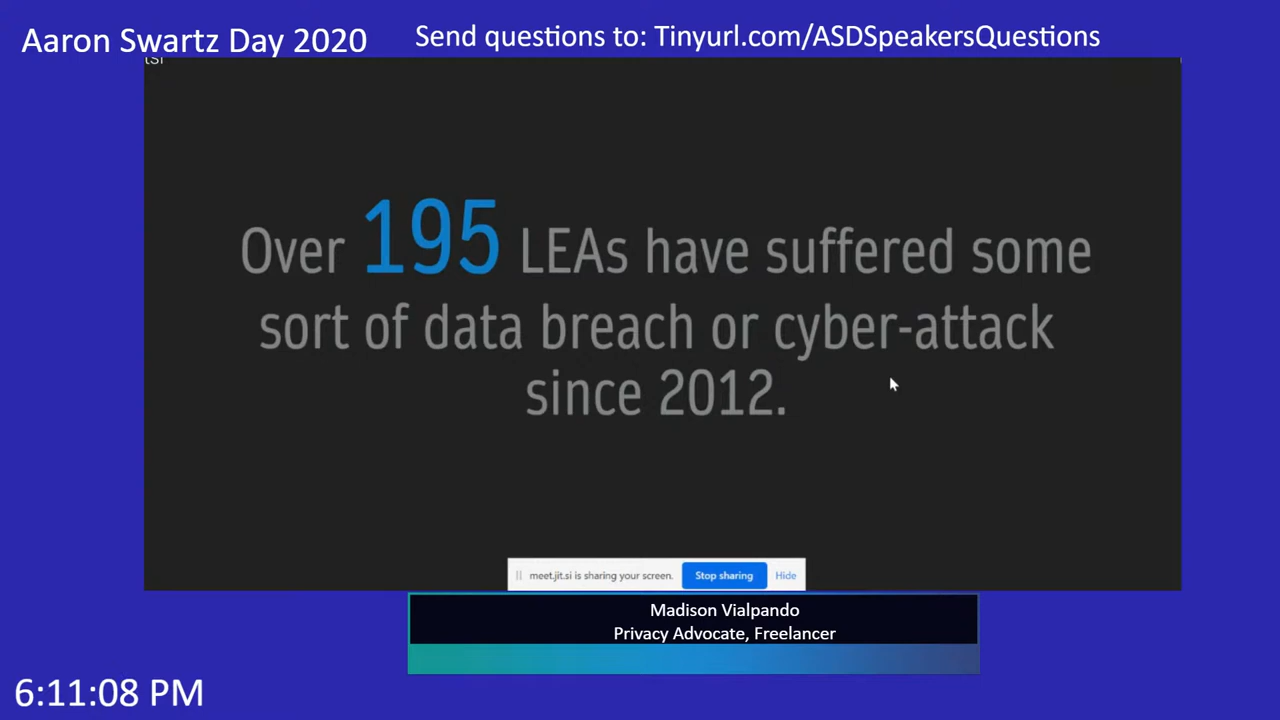 Aaron Swartz Day 2020
Send questions to: Tinyurl.com/ASDSpeakersQuestions
Over 195 LEAs have suffered some
sort of data breach or cyber-attack
since 2012.
meet.jit.si is sharing your screen.
Stop sharing
Hide
Madison Vialpando
Privacy Advocate, Freelancer
6:11:08 PM